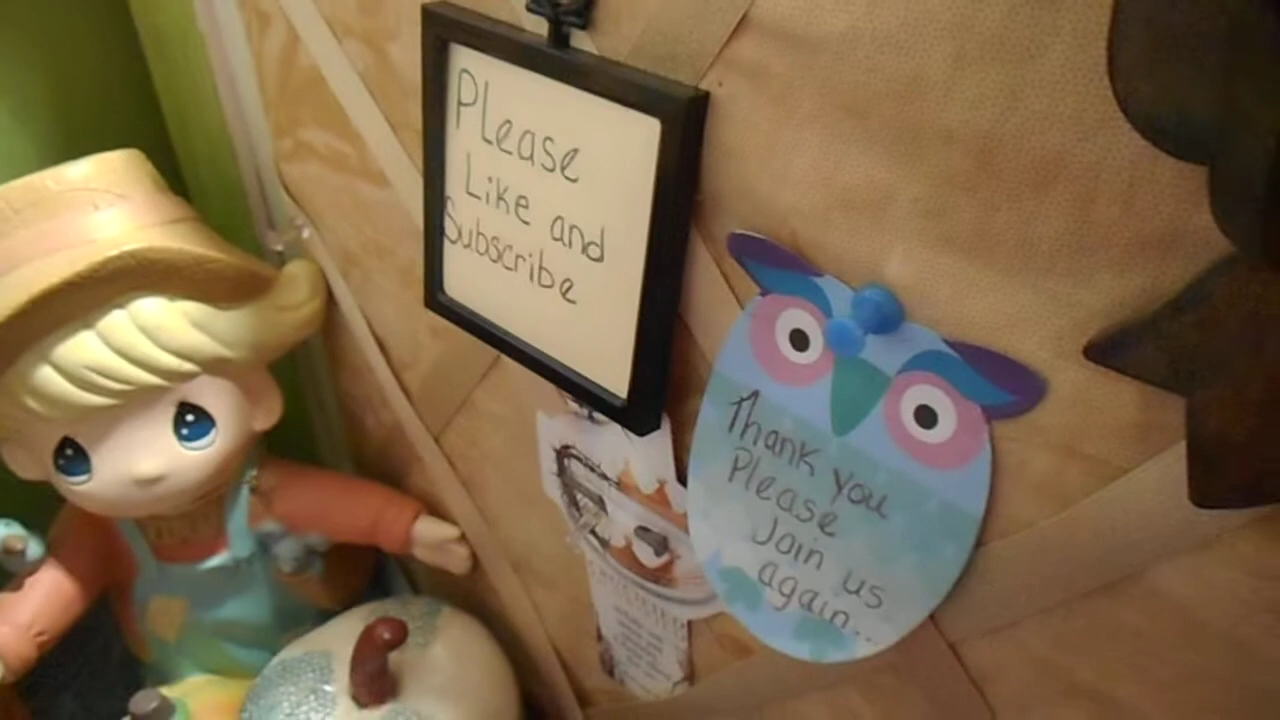 Please
Like and
Subscribe
Thank you
Please
Join us
again...